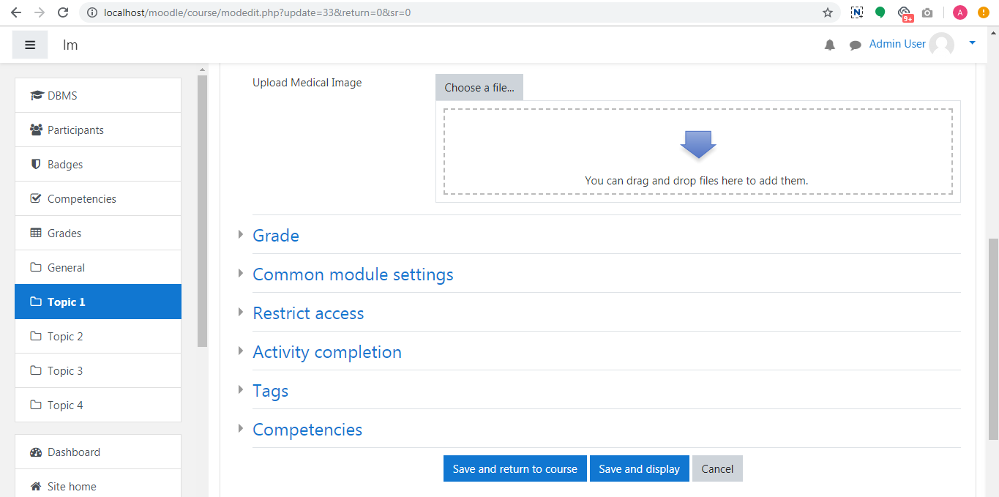 localhost/moodle/course/modedit.php?update=33&return=0&sr=0
N
9+
A
lm
Admin User
DBMS
Participants
Badges
Competencies
Grades
General
Topic 1
Topic 2
Topic 3
Topic 4
Dashboard
Site home
Upload Medical Image
Choose a file...
You can drag and drop files here to add them.
Grade
Common module settings
Restrict access
Activity completion
Tags
Competencies
Save and return to course
Save and display
Cancel